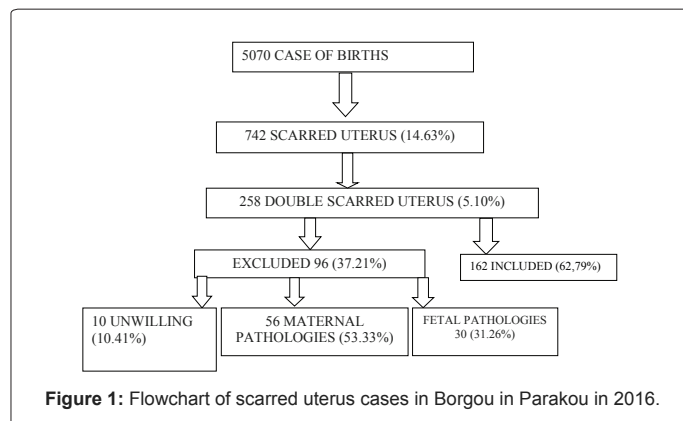 5070 CASE OF BIRTHS
742 SCARRED UTERUS (14.63%)
258 DOUBLE SCARRED UTERUS (5.10%)
EXCLUDED 96 (37.21%)
162 INCLUDED (62,79%)
10 UNWILLING
(10.41%)
56 MATERNAL
PATHOLOGIES (53.33%)
FETAL PATHOLOGIES
30 (31.26%)
Figure 1: Flowchart of scarred uterus cases in Borgou in Parakou in 2016.